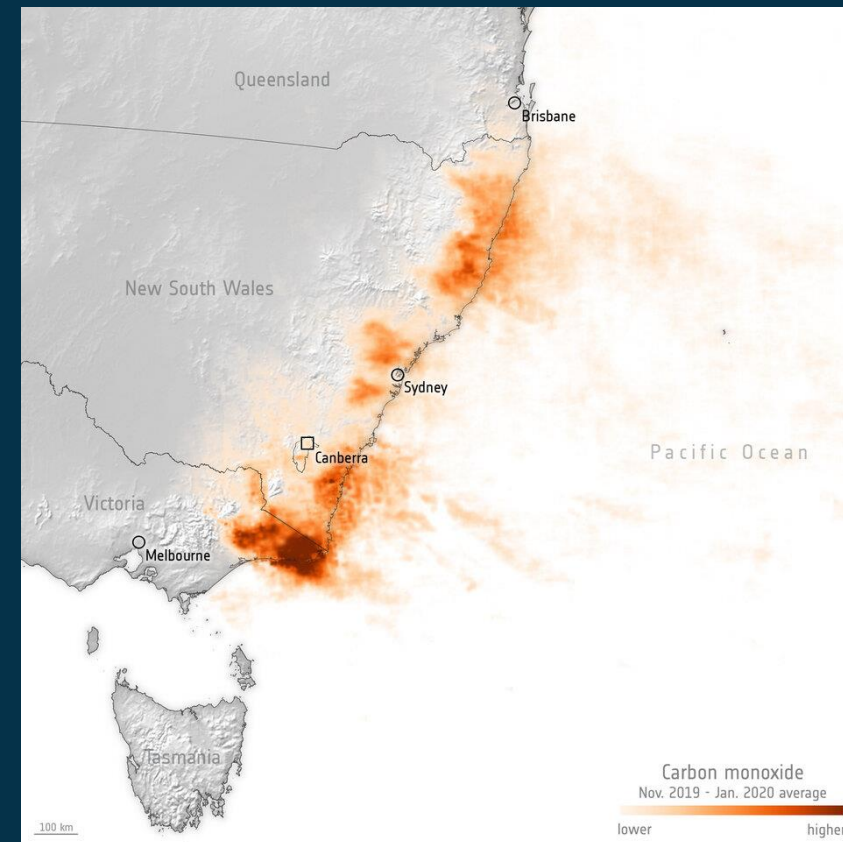 Queensland
Brisbane
New South Wales
Sydney
Pacific Ocean
Canberra
Victoria
Melbourne
Tasmania
Carbon monoxide
Nov. 2019 - Jan. 2020 average
lower higher
100 km